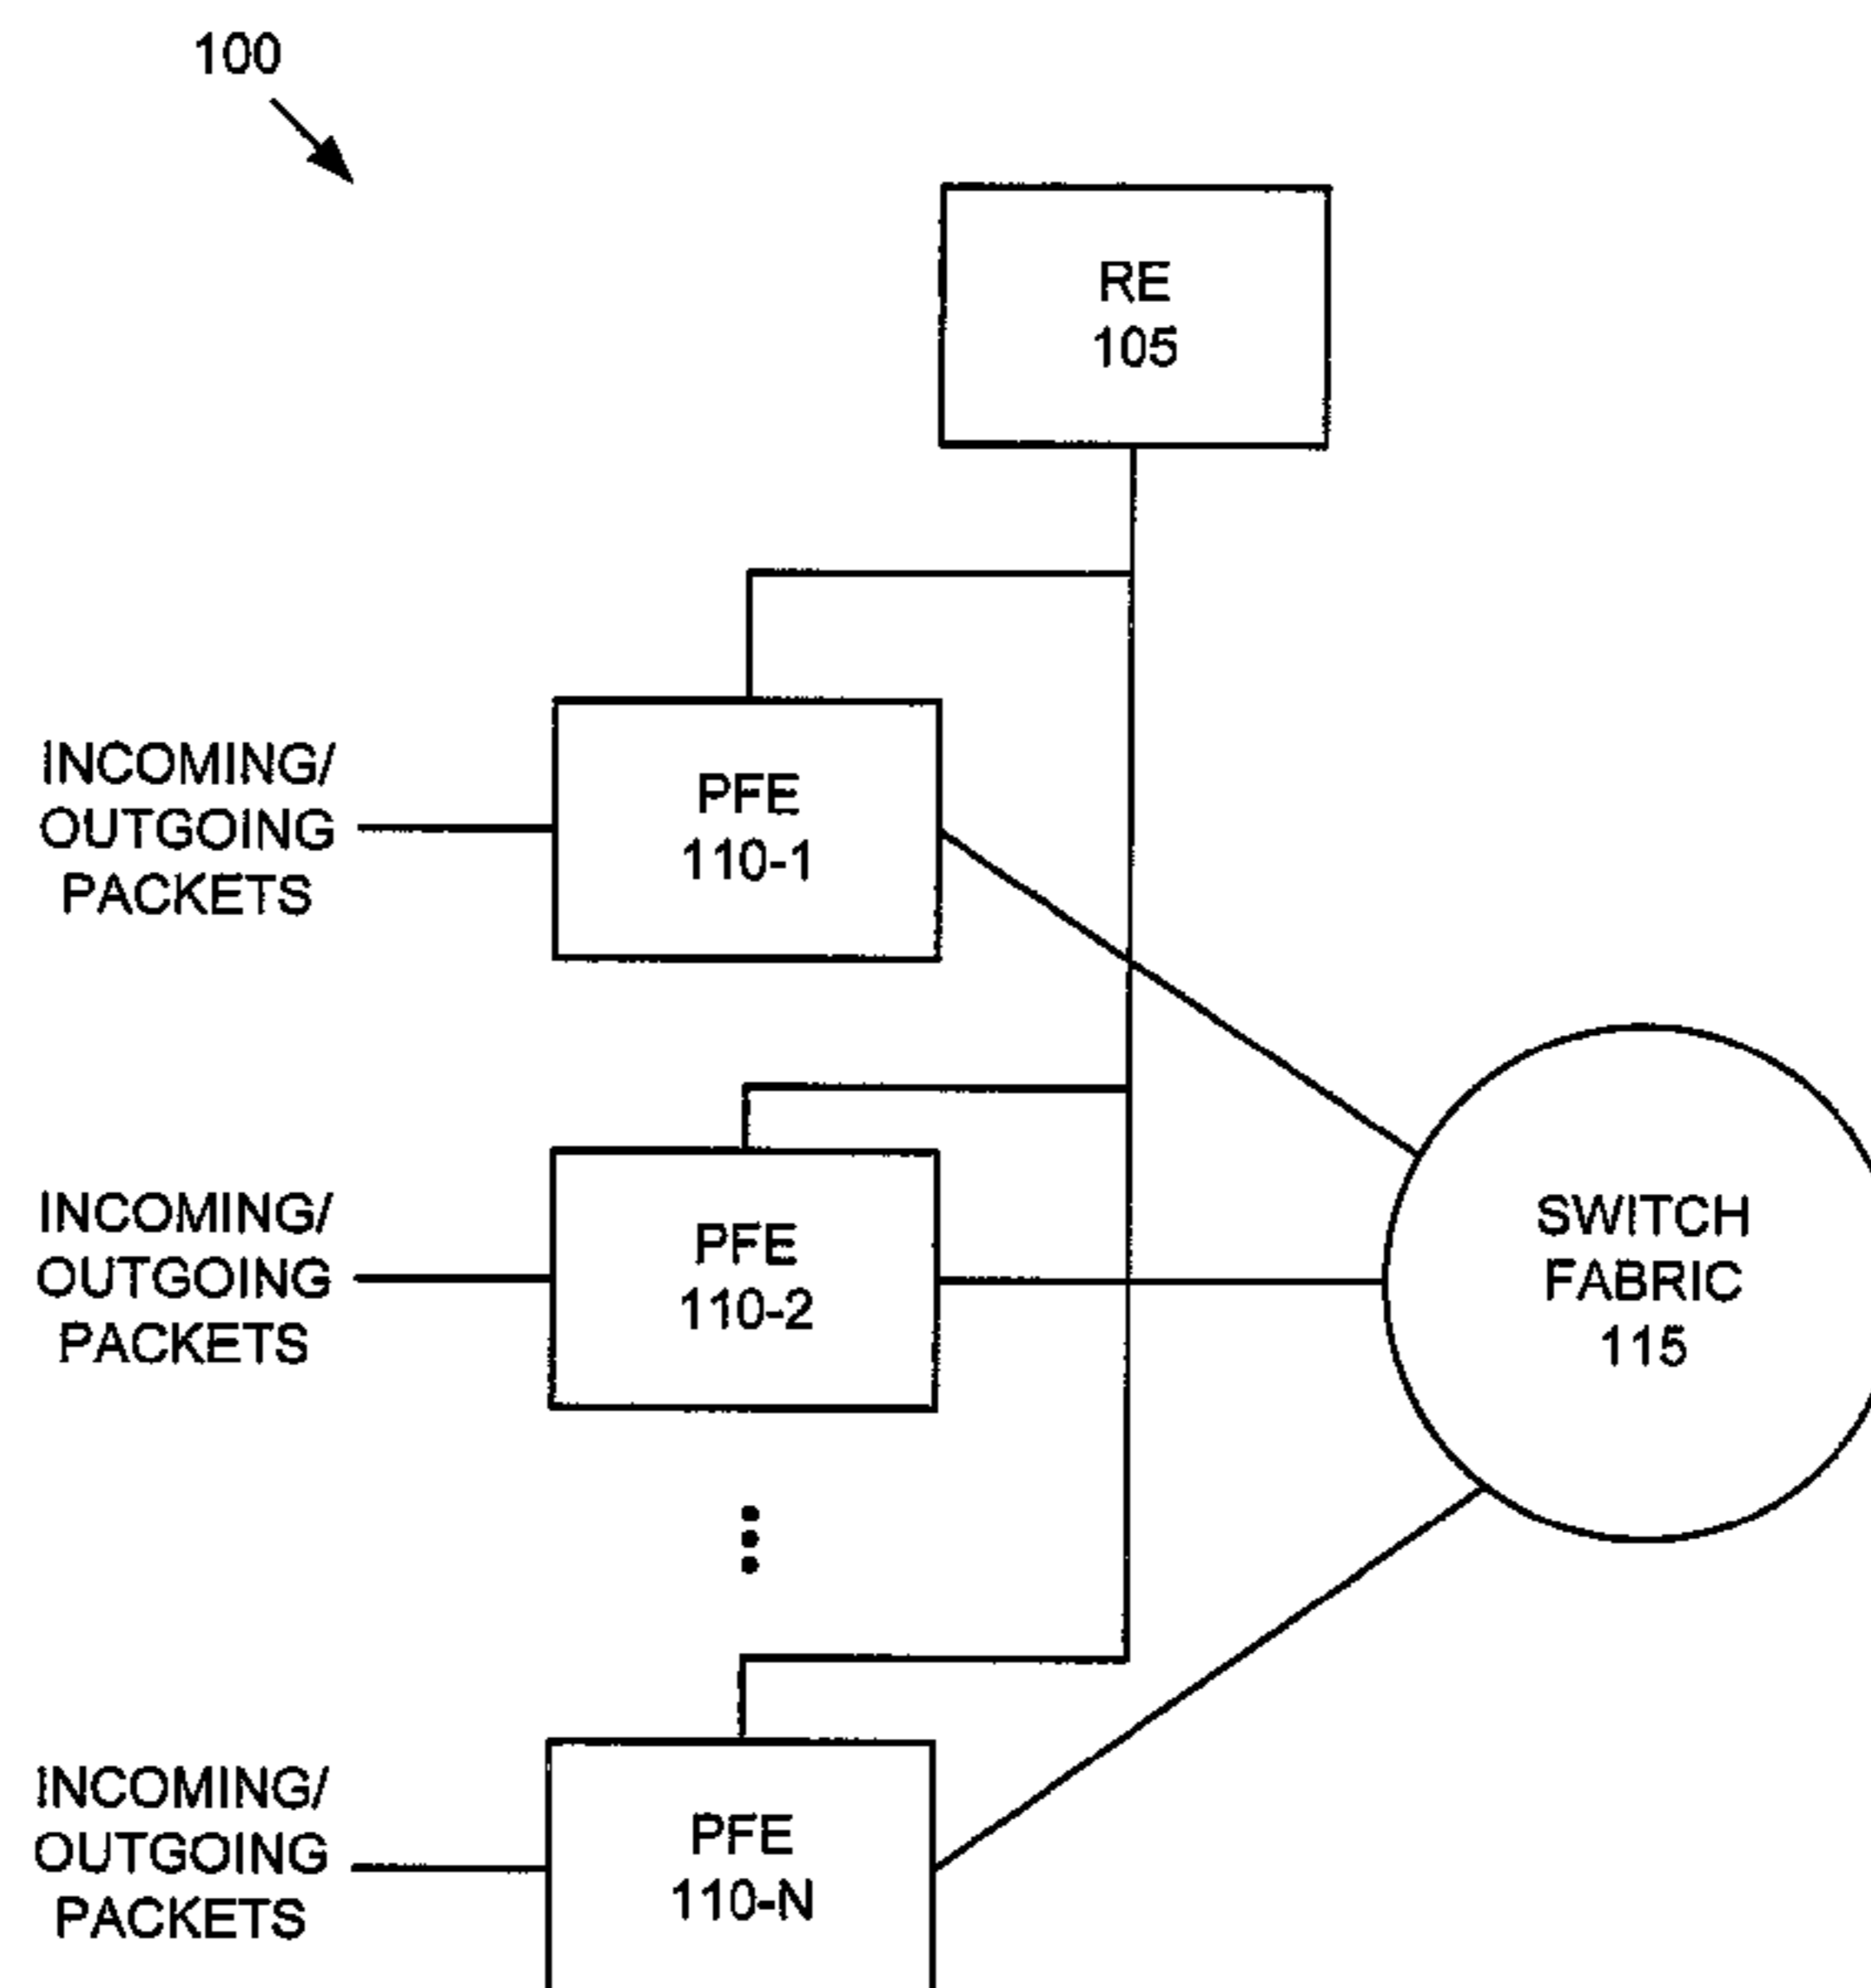 100
RE
105
INCOMING/
OUTGOING
PACKETS
PFE
110-1
INCOMING/
OUTGOING
PACKETS
PFE
110-2
SWITCH
FABRIC
115
INCOMING/
OUTGOING
PACKETS
PFE
110-N